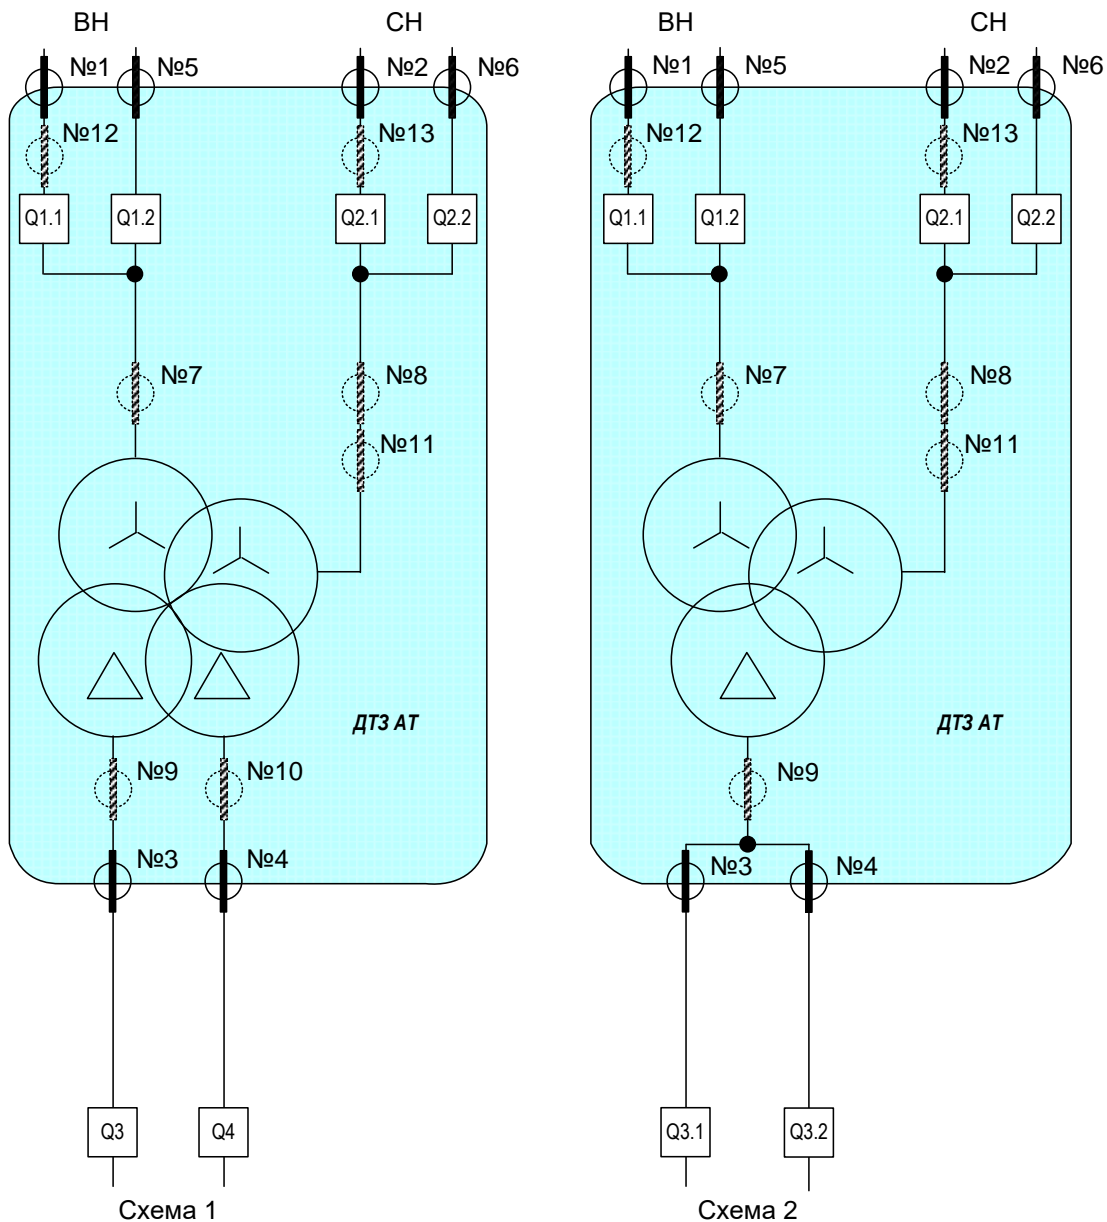 ВН СН ВН СН
№1 №5 №2 №6 №1 №5 №2 №6
№12 №13 №12 №13
Q1.1 Q1.2 Q2.1 Q2.2 Q1.1 Q1.2 Q2.1 Q2.2
№7 №8 №7 №8
№11 №11
ДТЗ АТ ДТЗ АТ
№9 №10 №9
№3 №4 №3 №4
Q3 Q4 Q3.1 Q3.2
Схема 1 Схема 2